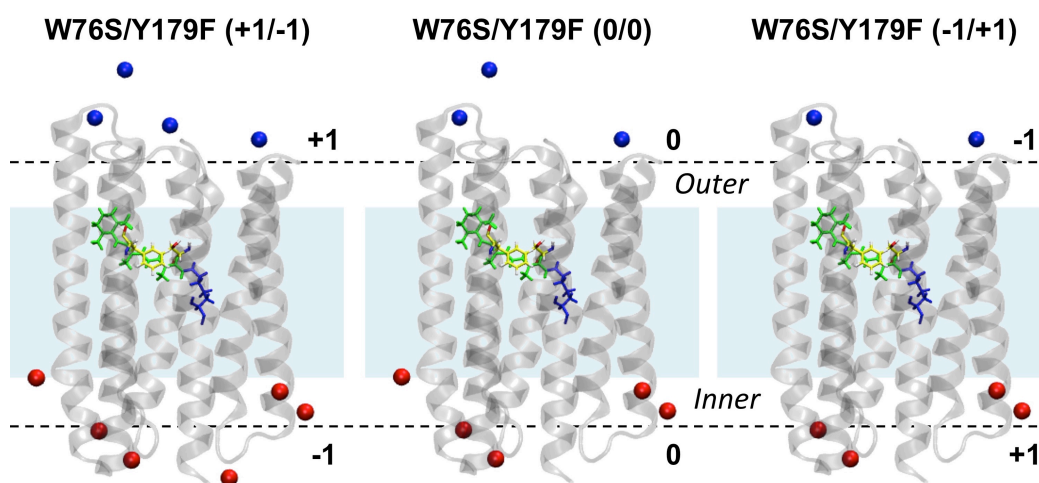 W76S/Y179F (+1/-1)
W76S/Y179F (0/0)
W76S/Y179F (-1/+1)
+1
0
-1
Outer
Inner
-1
0
+1